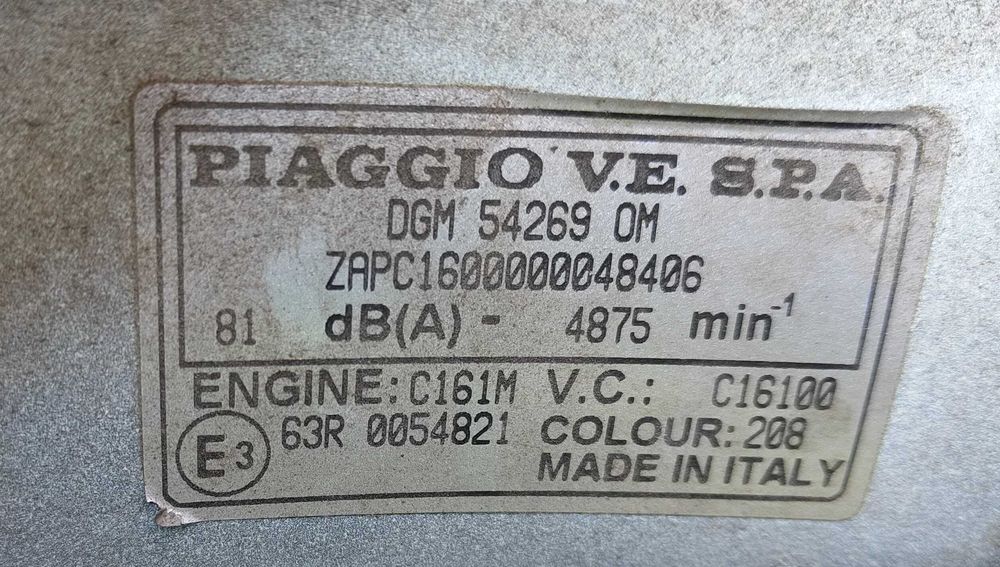 PIAGGIO V.E. S.P.A.
DGM 54269 OM
ZAPC1600000048406
81 dB(A) - 4875 min-1
ENGINE: C161M V.C.: C16100
E3 63R 0054821 COLOUR: 208
MADE IN ITALY